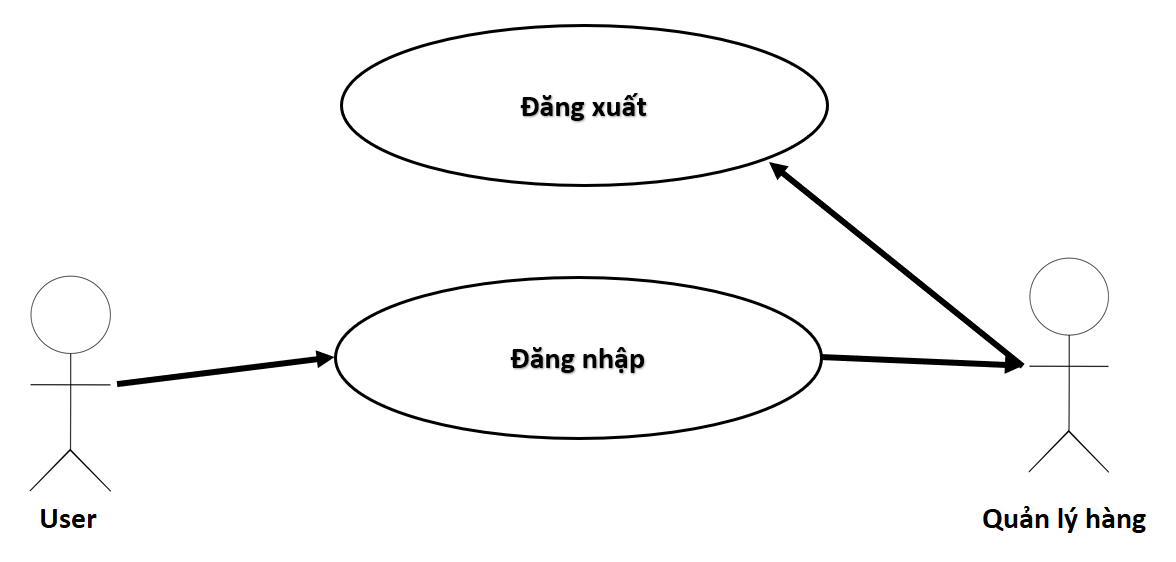 Đăng xuất
Đăng nhập
User
Quản lý hàng